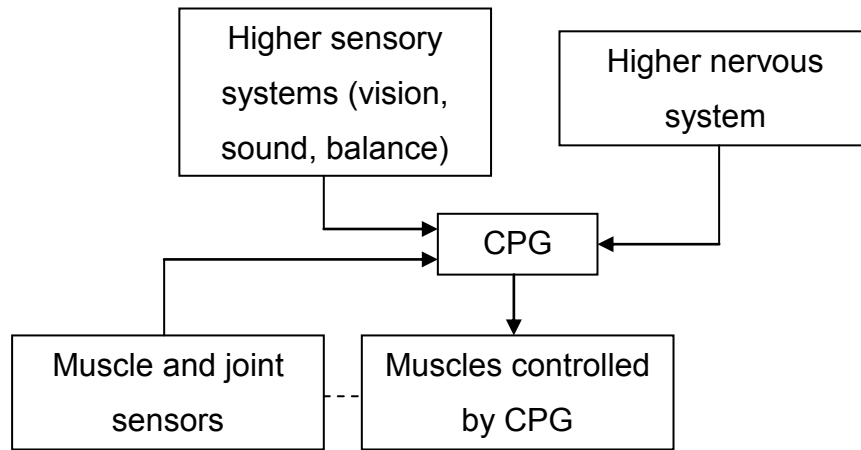 Higher sensory
systems (vision,
sound, balance)
Higher nervous
system
CPG
Muscle and joint
sensors
Muscles controlled
by CPG